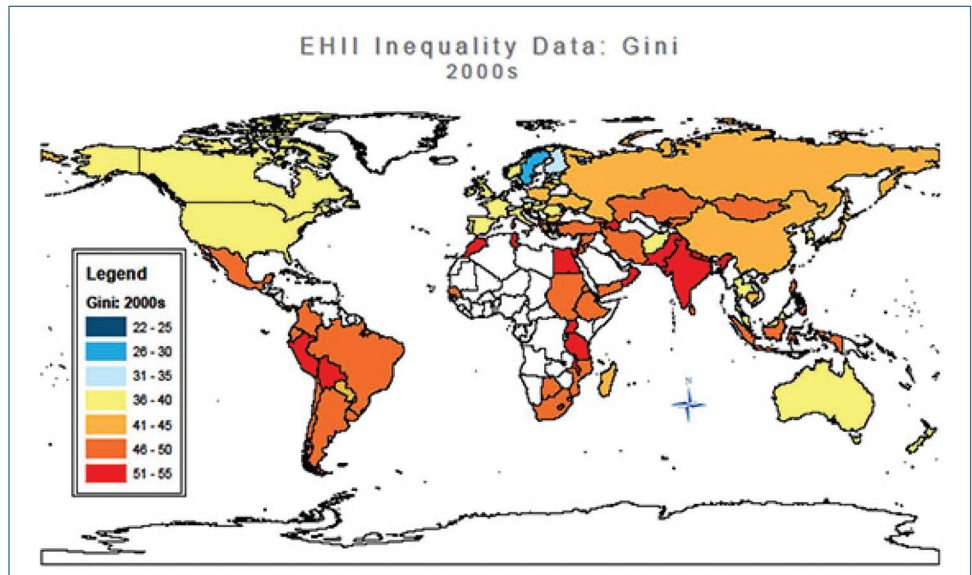 EHII Inequality Data: Gini
2000s
N
Legend
Gini: 2000s
22 - 25
26 - 30
31 - 35
36 - 40
41 - 45
46 - 50
51 - 55